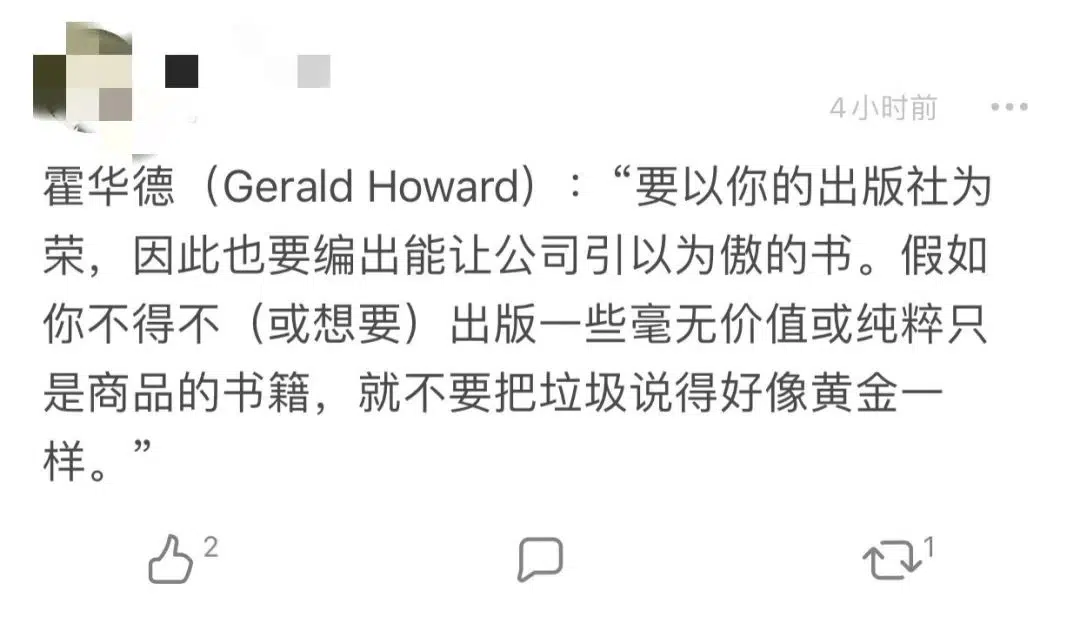 4小时前
霍华德（Gerald Howard）：“要以你的出版社为
荣，因此也要编出能让公司引以为傲的书。假如
你不得不（或想要）出版一些毫无价值或纯粹只
是商品的书籍，就不要把垃圾说得好像黄金一
样。”
2
1